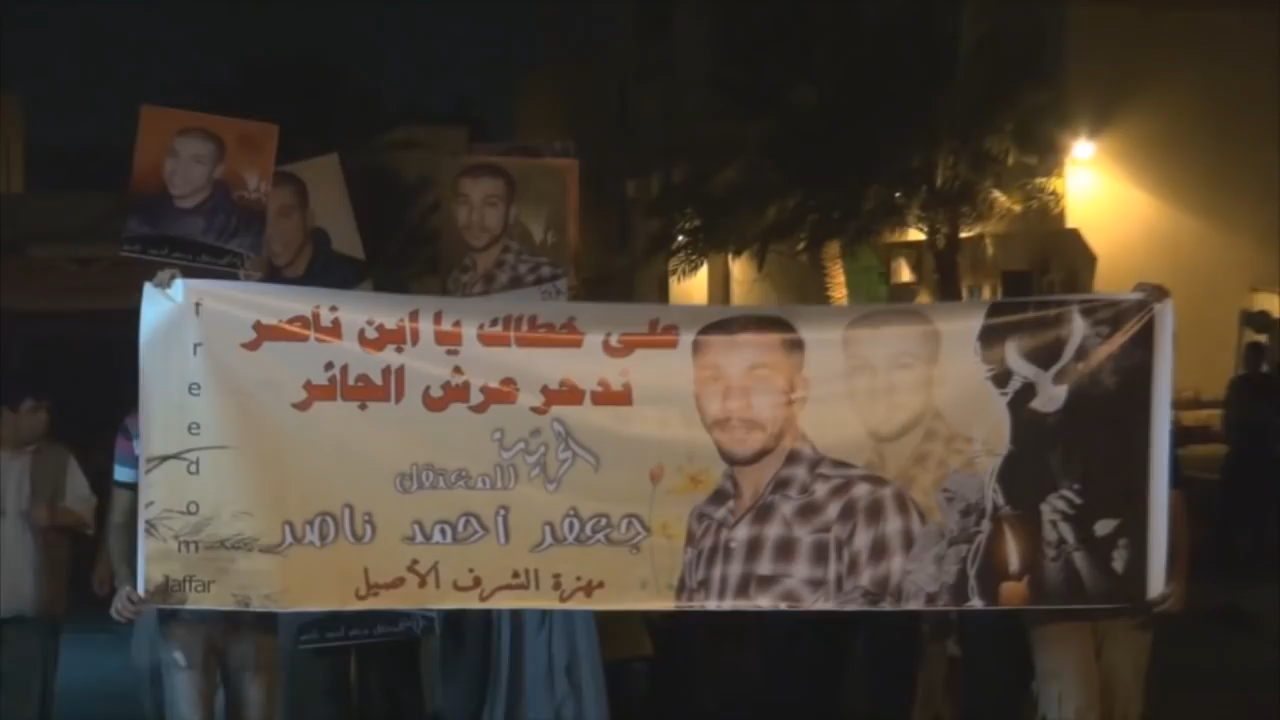 على خطاك يا ابن ناصر
ندحر عرش الجائر
الحرية
للمعتقل
جعفر أحمد ناصر
مهزة الشرف الأصيل
freedom
Jaffar